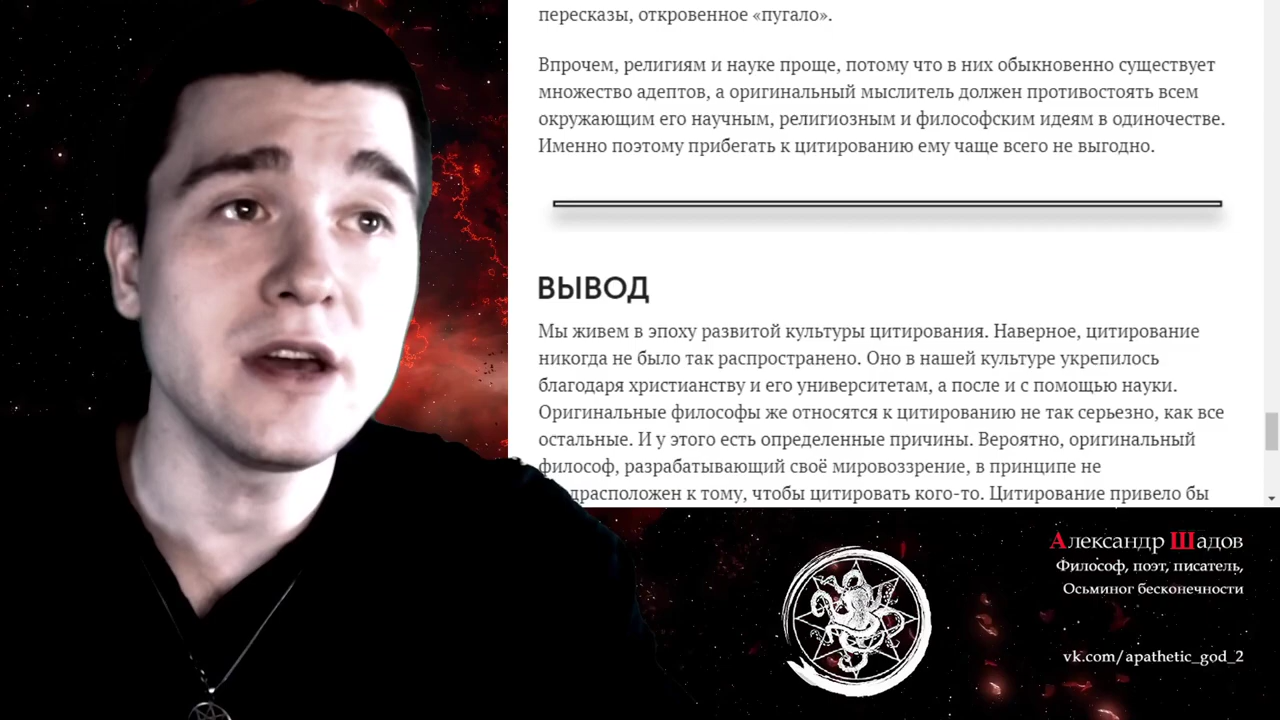 пересказы, откровенное «пугало».
Впрочем, религиям и науке проще, потому что в них обыкновенно существует
множество адептов, а оригинальный мыслитель должен противостоять всем
окружающим его научным, религиозным и философским идеям в одиночестве.
Именно поэтому прибегать к цитированию ему чаще всего не выгодно.
ВЫВОД
Мы живем в эпоху развитой культуры цитирования. Наверное, цитирование
никогда не было так распространено. Оно в нашей культуре укрепилось
благодаря христианству и его университетам, а после и с помощью науки.
Оригинальные философы же относятся к цитированию не так серьезно, как все
остальные. И у этого есть определенные причины. Вероятно, оригинальный
философ, разрабатывающий своё мировоззрение, в принципе не
к тому, чтобы цитировать кого-то. Цитирование привело бы
Александр Шадов
Философ, поэт, писатель,
Осьминог бесконечности
vk.com/apathetic_god_2